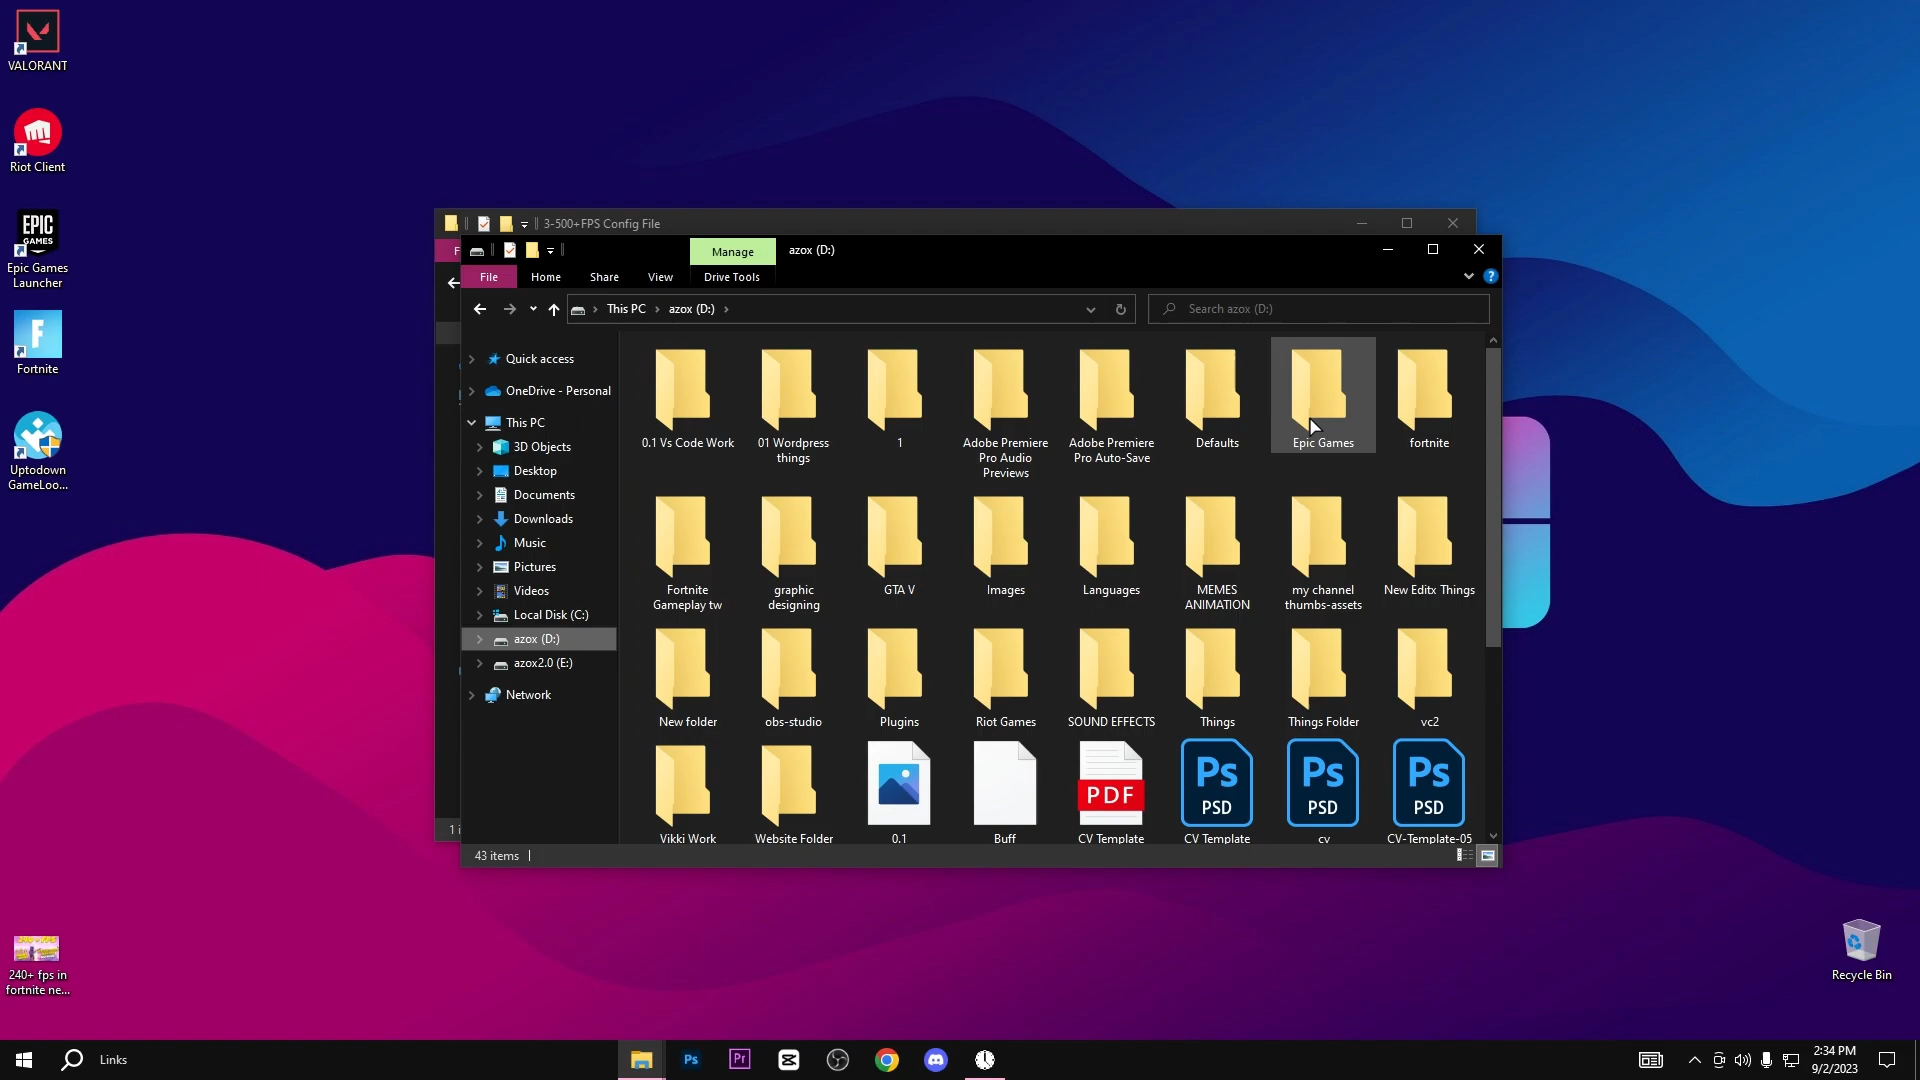 VALORANT
Riot Client
EPIC
GAMES
Epic Games
Launcher
Fortnite
Uptodown
GameLoo...
240+ fps in
fortnite ne...
Recycle Bin
3-500+FPS Config File
Manage
azox (D:)
File
Home
Share
View
Drive Tools
This PC
azox (D:)
Search azox (D:)
Quick access
OneDrive - Personal
This PC
3D Objects
Desktop
Documents
Downloads
Music
Pictures
Videos
Local Disk (C:)
azox (D:)
azox2.0 (E:)
Network
0.1 Vs Code Work
01 Wordpress
things
1
Adobe Premiere
Pro Audio
Previews
Adobe Premiere
Pro Auto-Save
Defaults
Epic Games
fortnite
Fortnite
Gameplay tw
graphic
designing
GTA V
Images
Languages
MEMES
ANIMATION
my channel
thumbs-assets
New Editx Things
New folder
obs-studio
Plugins
Riot Games
SOUND EFFECTS
Things
Things Folder
vc2
PDF
Ps
PSD
Ps
PSD
Ps
PSD
Vikki Work
Website Folder
0.1
Buff
CV Template
CV Template
cv
CV-Template-05
43 items
Links
Ps
Pr
2:34 PM
9/2/2023